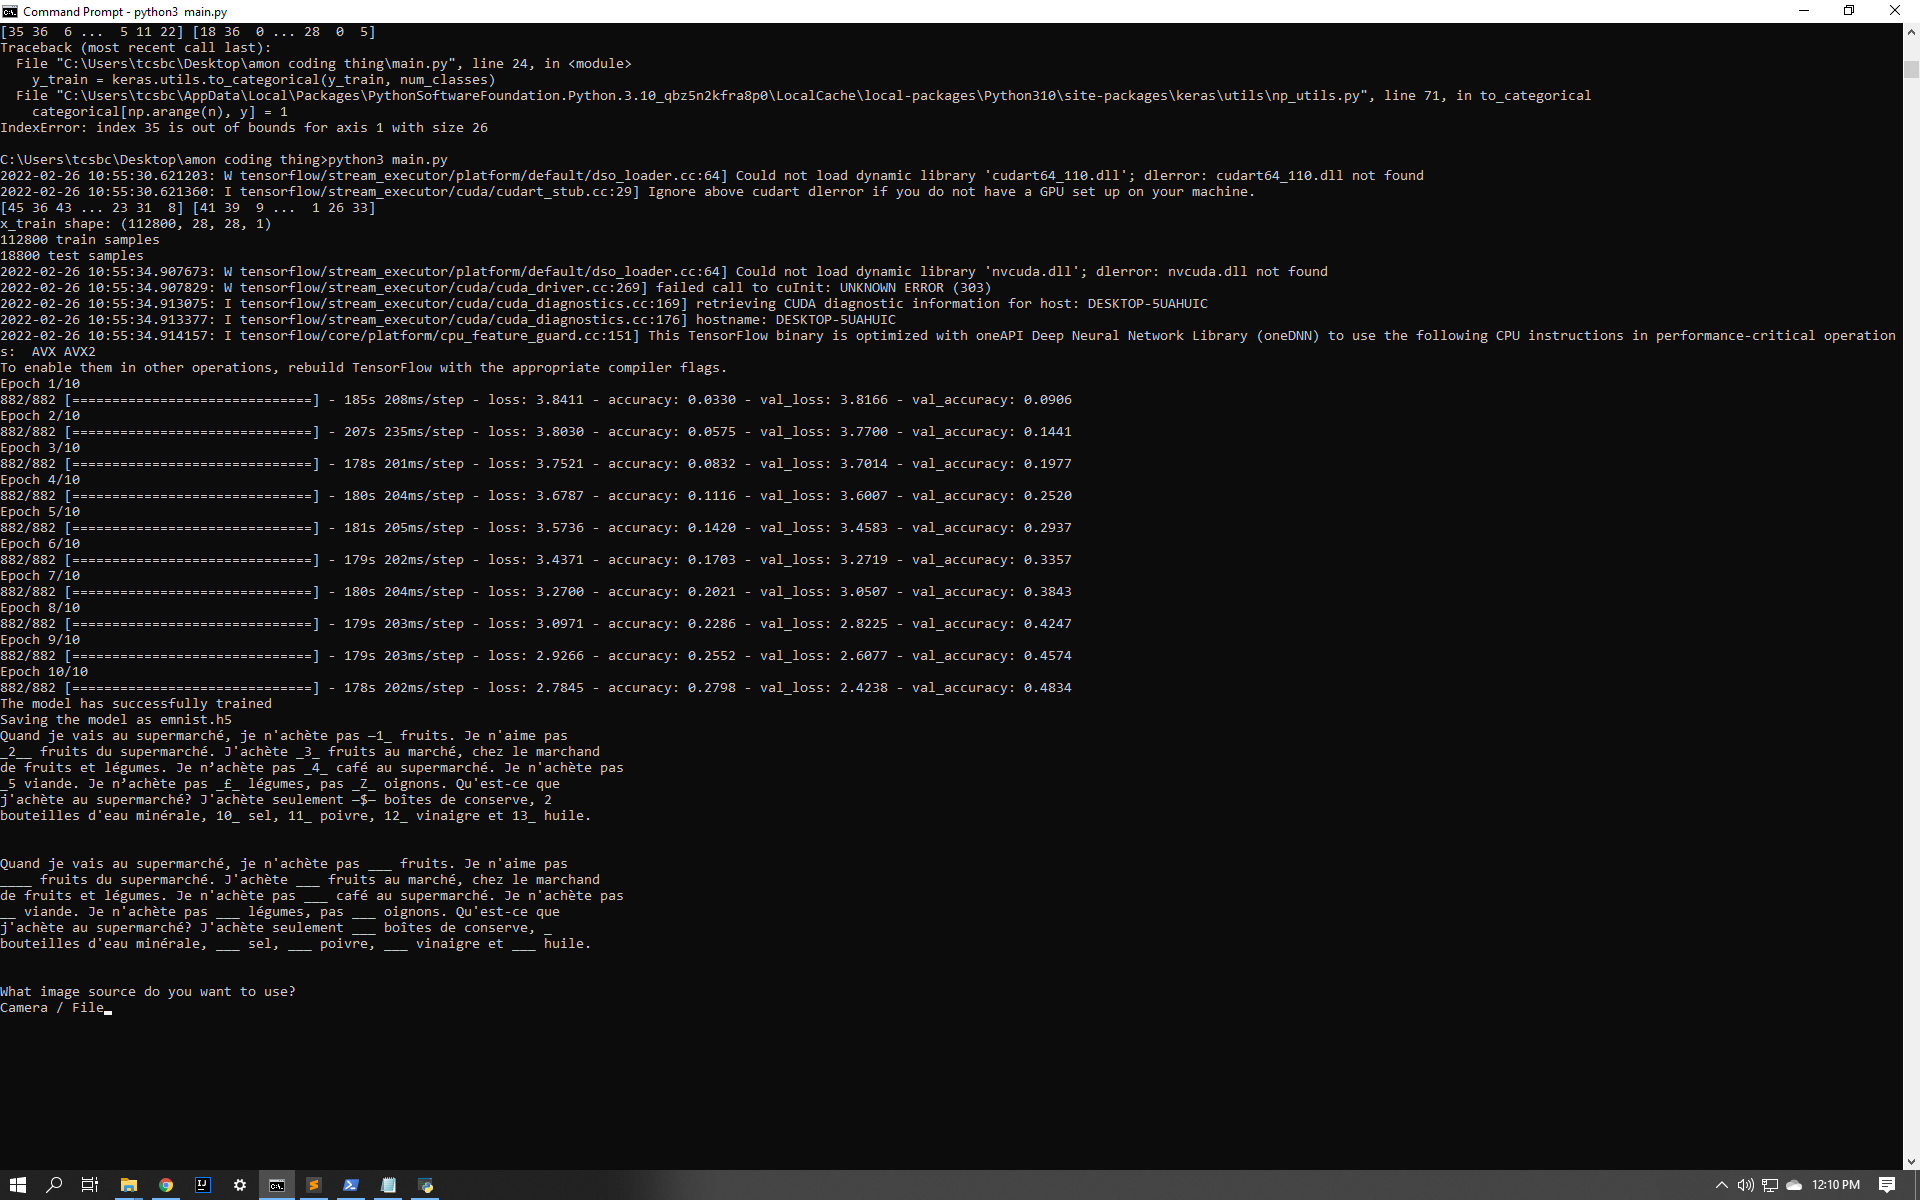 Command Prompt - python3  main.py
[35 36  6 ...  5 11 22] [18 36  0 ... 28  0  5]
Traceback (most recent call last):
  File "C:\Users\tcsbc\Desktop\amon coding thing\main.py", line 24, in <module>
    y_train = keras.utils.to_categorical(y_train, num_classes)
  File "C:\Users\tcsbc\AppData\Local\Packages\PythonSoftwareFoundation.Python.3.10_qbz5n2kfra8p0\LocalCache\local-packages\Python310\site-packages\keras\utils\np_utils.py", line 71, in to_categorical
    categorical[np.arange(n), y] = 1
IndexError: index 35 is out of bounds for axis 1 with size 26
C:\Users\tcsbc\Desktop\amon coding thing>python3 main.py
2022-02-26 10:55:30.621203: W tensorflow/stream_executor/platform/default/dso_loader.cc:64] Could not load dynamic library 'cudart64_110.dll'; dlerror: cudart64_110.dll not found
2022-02-26 10:55:30.621360: I tensorflow/stream_executor/cuda/cudart_stub.cc:29] Ignore above cudart dlerror if you do not have a GPU set up on your machine.
[45 36 43 ... 23 31  8] [41 39  9 ...  1 26 33]
x_train shape: (112800, 28, 28, 1)
112800 train samples
18800 test samples
2022-02-26 10:55:34.907673: W tensorflow/stream_executor/platform/default/dso_loader.cc:64] Could not load dynamic library 'nvcuda.dll'; dlerror: nvcuda.dll not found
2022-02-26 10:55:34.907829: W tensorflow/stream_executor/cuda/cuda_driver.cc:269] failed call to cuInit: UNKNOWN ERROR (303)
2022-02-26 10:55:34.913075: I tensorflow/stream_executor/cuda/cuda_diagnostics.cc:169] retrieving CUDA diagnostic information for host: DESKTOP-5UAHUIC
2022-02-26 10:55:34.913377: I tensorflow/stream_executor/cuda/cuda_diagnostics.cc:176] hostname: DESKTOP-5UAHUIC
2022-02-26 10:55:34.914157: I tensorflow/core/platform/cpu_feature_guard.cc:151] This TensorFlow binary is optimized with oneAPI Deep Neural Network Library (oneDNN) to use the following CPU instructions in performance-critical operation
s:  AVX AVX2
To enable them in other operations, rebuild TensorFlow with the appropriate compiler flags.
Epoch 1/10
882/882 [==============================] - 185s 208ms/step - loss: 3.8411 - accuracy: 0.0330 - val_loss: 3.8166 - val_accuracy: 0.0906
Epoch 2/10
882/882 [==============================] - 207s 235ms/step - loss: 3.8030 - accuracy: 0.0575 - val_loss: 3.7700 - val_accuracy: 0.1441
Epoch 3/10
882/882 [==============================] - 178s 201ms/step - loss: 3.7521 - accuracy: 0.0832 - val_loss: 3.7014 - val_accuracy: 0.1977
Epoch 4/10
882/882 [==============================] - 180s 204ms/step - loss: 3.6787 - accuracy: 0.1116 - val_loss: 3.6007 - val_accuracy: 0.2520
Epoch 5/10
882/882 [==============================] - 181s 205ms/step - loss: 3.5736 - accuracy: 0.1420 - val_loss: 3.4583 - val_accuracy: 0.2937
Epoch 6/10
882/882 [==============================] - 179s 202ms/step - loss: 3.4371 - accuracy: 0.1703 - val_loss: 3.2719 - val_accuracy: 0.3357
Epoch 7/10
882/882 [==============================] - 180s 204ms/step - loss: 3.2700 - accuracy: 0.2021 - val_loss: 3.0507 - val_accuracy: 0.3843
Epoch 8/10
882/882 [==============================] - 179s 203ms/step - loss: 3.0971 - accuracy: 0.2286 - val_loss: 2.8225 - val_accuracy: 0.4247
Epoch 9/10
882/882 [==============================] - 179s 203ms/step - loss: 2.9266 - accuracy: 0.2552 - val_loss: 2.6077 - val_accuracy: 0.4574
Epoch 10/10
882/882 [==============================] - 178s 202ms/step - loss: 2.7845 - accuracy: 0.2798 - val_loss: 2.4238 - val_accuracy: 0.4834
The model has successfully trained
Saving the model as emnist.h5
Quand je vais au supermarché, je n'achète pas —1_ fruits. Je n'aime pas
_2__ fruits du supermarché. J'achète _3_ fruits au marché, chez le marchand
de fruits et légumes. Je n’achète pas _4_ café au supermarché. Je n'achète pas
_5 viande. Je n’achète pas _£_ légumes, pas _Z_ oignons. Qu'est-ce que
j'achète au supermarché? J'achète seulement —$— boîtes de conserve, 2
bouteilles d'eau minérale, 10_ sel, 11_ poivre, 12_ vinaigre et 13_ huile.
Quand je vais au supermarché, je n'achète pas ___ fruits. Je n'aime pas
____ fruits du supermarché. J'achète ___ fruits au marché, chez le marchand
de fruits et légumes. Je n'achète pas ___ café au supermarché. Je n'achète pas
__ viande. Je n'achète pas ___ légumes, pas ___ oignons. Qu'est-ce que
j'achète au supermarché? J'achète seulement ___ boîtes de conserve, _
bouteilles d'eau minérale, ___ sel, ___ poivre, ___ vinaigre et ___ huile.
What image source do you want to use?
Camera / File
12:10 PM